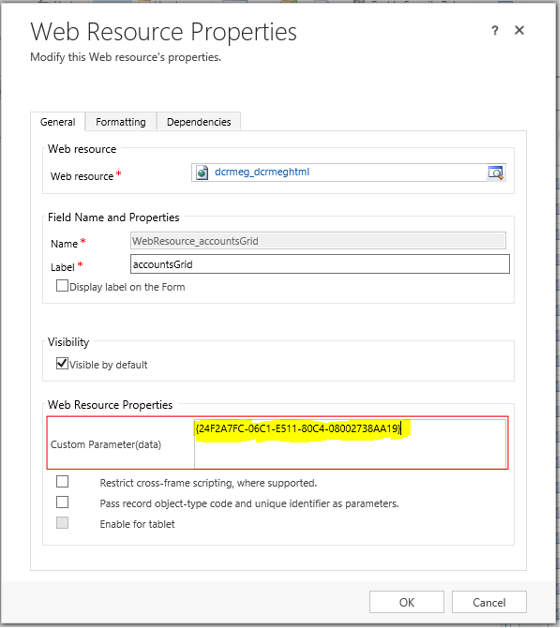 Web Resource Properties
? ×
Modify this Web resource's properties.
General Formatting Dependencies
Web resource
Web resource * dcrmeg_dcrmeghtml
Field Name and Properties
Name * WebResource_accountsGrid
Label * accountsGrid
Display label on the Form
Visibility
Visible by default
Web Resource Properties
{24F2A7FC-06C1-E511-80C4-08002738AA19}
Custom Parameter(data)
Restrict cross-frame scripting, where supported.
Pass record object-type code and unique identifier as parameters.
Enable for tablet
OK Cancel